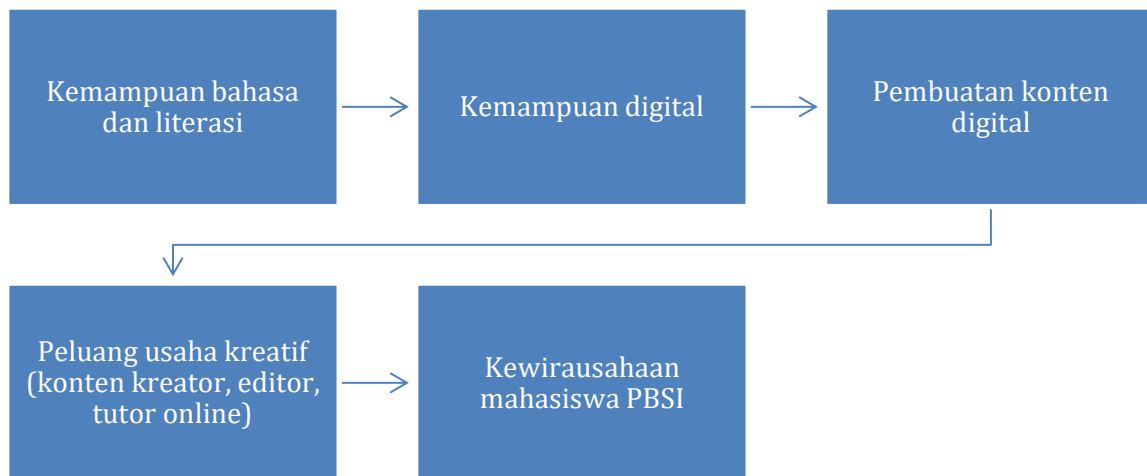 Kemampuan bahasa
dan literasi
Kemampuan digital
Pembuatan konten
digital
Peluang usaha kreatif
(konten kreator, editor,
tutor online)
Kewirausahaan
mahasiswa PBSI